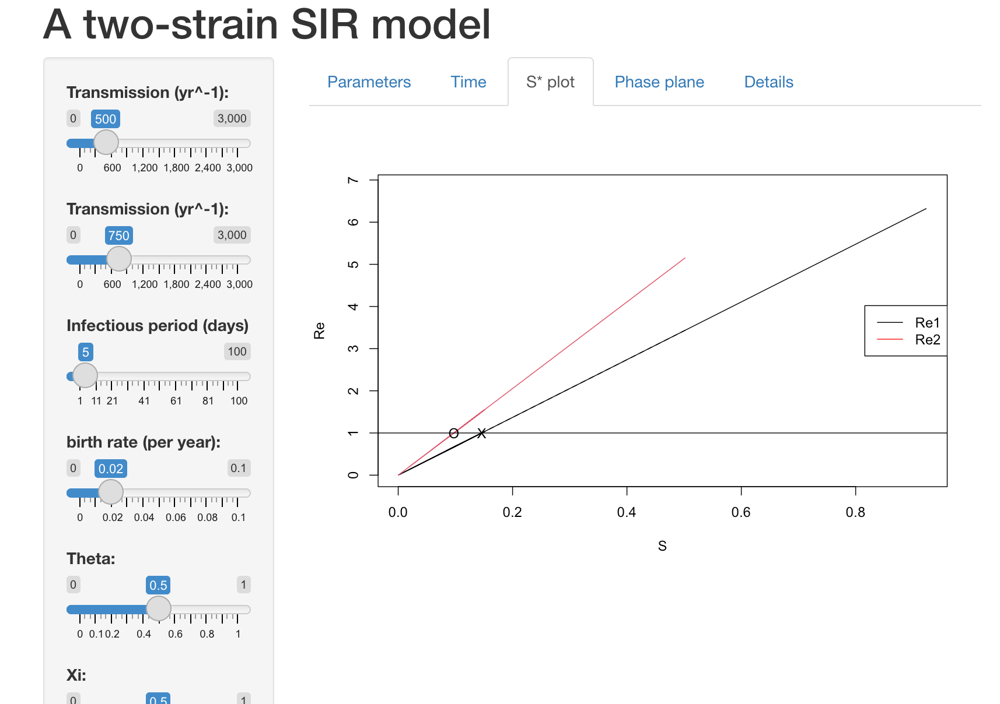 A two-strain SIR model
Transmission (yr^-1):
0 500 3,000
0 600 1,200 1,800 2,400 3,000
Transmission (yr^-1):
0 750 3,000
0 600 1,200 1,800 2,400 3,000
Infectious period (days)
5 100
1 11 21 41 61 81 100
birth rate (per year):
0 0.02 0.1
0 0.02 0.04 0.06 0.08 0.1
Theta:
0 0.5 1
0 0.1 0.2 0.4 0.6 0.8 1
Xi:
0 0.5 1
Parameters Time S* plot Phase plane Details
Re
7
6
5
4
3
2
1
0
O X
Re1
Re2
0.0 0.2 0.4 0.6 0.8
S